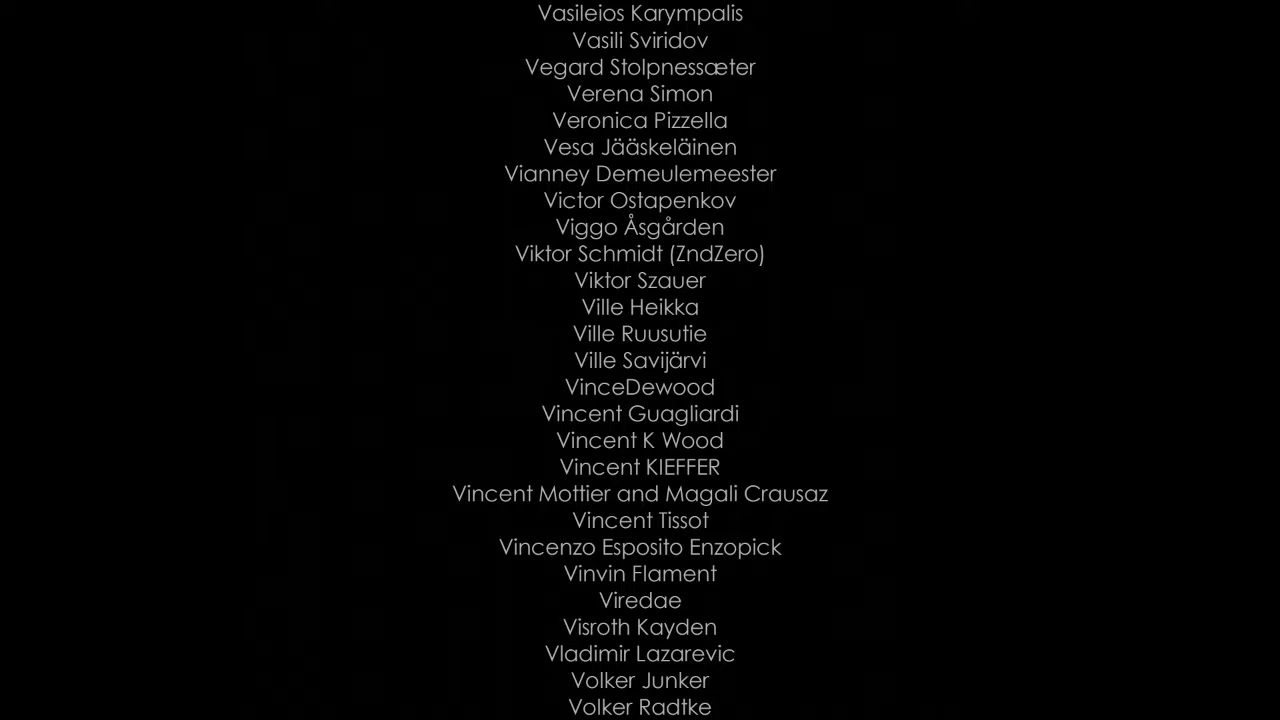 Vasileios Karympalis
Vasili Sviridov
Vegard Stolpnessæter
Verena Simon
Veronica Pizzella
Vesa Jääskeläinen
Vianney Demeulemeester
Victor Ostapenkov
Viggo Åsgården
Viktor Schmidt (ZndZero)
Viktor Szauer
Ville Heikka
Ville Ruusutie
Ville Savijärvi
VinceDewood
Vincent Guagliardi
Vincent K Wood
Vincent KIEFFER
Vincent Mottier and Magali Crausaz
Vincent Tissot
Vincenzo Esposito Enzopick
Vinvin Flament
Viredae
Visroth Kayden
Vladimir Lazarevic
Volker Junker
Volker Radtke